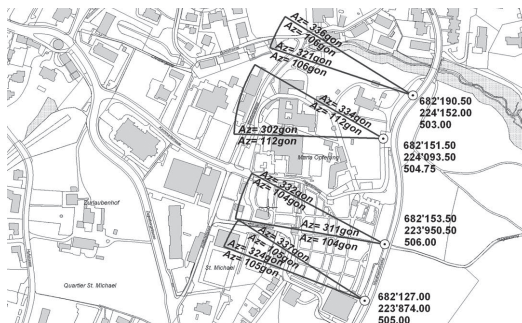 Az= 336gon
Az= 106gon
Az= 321gon
Az= 106gon
682'190.50
224'152.00
503.00
Az= 334gon
Az= 112gon
Az= 302gon
Az= 112gon
Maria Opferung
682'151.50
224'093.50
504.75
Az= 332gon
Az= 104gon
Zurlaubenhof
682'153.50
223'950.50
506.00
Az= 311gon
Az= 104gon
Az= 337gon
Az= 105gon
Az= 324gon
Az= 105gon
St. Michael
Quartier St. Michael
682'127.00
223'874.00
505.00